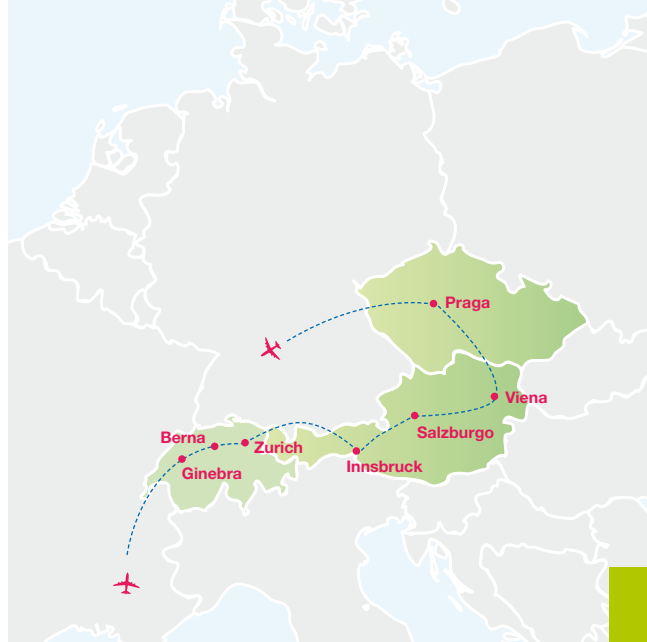 Praga
Viena
Salzburgo
Berna
Zurich
Innsbruck
Ginebra